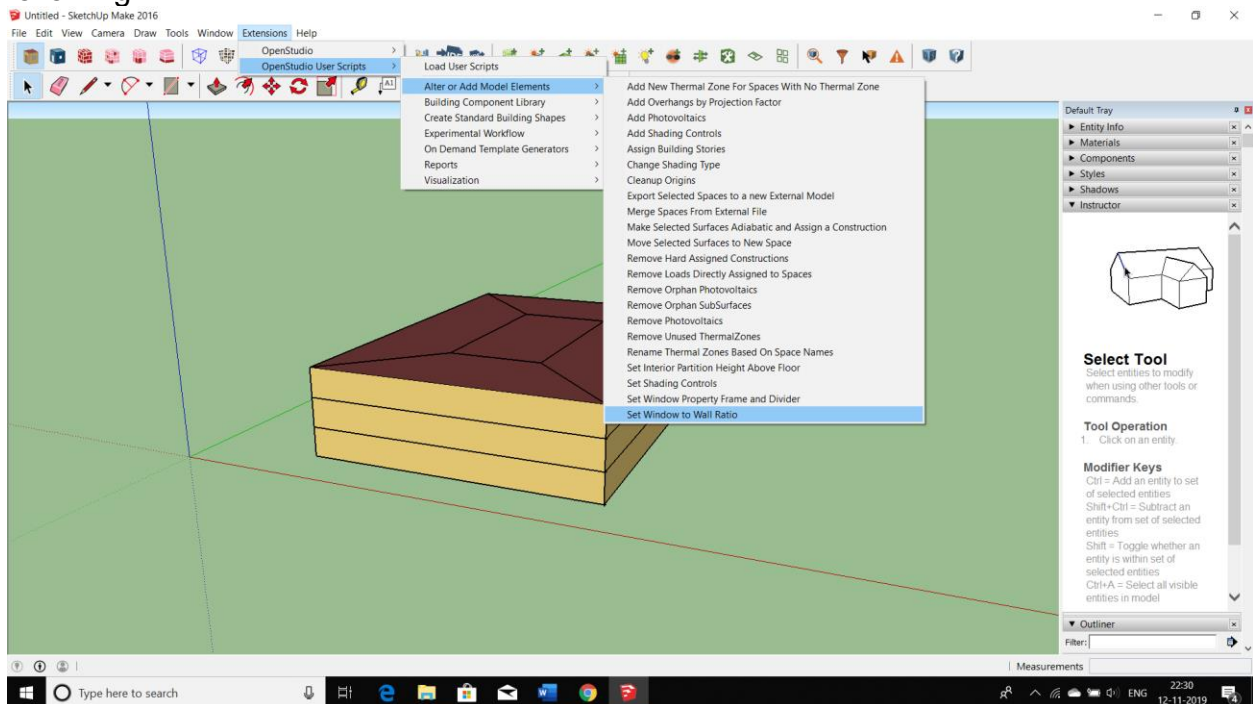 Untitled - SketchUp Make 2016
File Edit View Camera Draw Tools Window Extensions Help
OpenStudio
OpenStudio User Scripts
Load User Scripts
Alter or Add Model Elements
Building Component Library
Create Standard Building Shapes
Experimental Workflow
On Demand Template Generators
Reports
Visualization
Add New Thermal Zone For Spaces With No Thermal Zone
Add Overhangs by Projection Factor
Add Photovoltaics
Add Shading Controls
Assign Building Stories
Change Shading Type
Cleanup Origins
Export Selected Spaces to a new External Model
Merge Spaces From External File
Make Selected Surfaces Adiabatic and Assign a Construction
Move Selected Surfaces to New Space
Remove Hard Assigned Constructions
Remove Loads Directly Assigned to Spaces
Remove Orphan Photovoltaics
Remove Orphan SubSurfaces
Remove Photovoltaics
Remove Unused ThermalZones
Rename Thermal Zones Based On Space Names
Set Interior Partition Height Above Floor
Set Shading Controls
Set Window Property Frame and Divider
Set Window to Wall Ratio
Default Tray
Entity Info
Materials
Components
Styles
Shadows
Instructor
Select Tool
Select entities to modify
when using other tools or
commands.
Tool Operation
1. Click on an entity.
Modifier Keys
Ctrl = Add an entity to set
of selected entities
Shift+Ctrl = Subtract an
entity from set of selected
entities
Shift = Toggle whether an
entity is within set of
selected entities
Ctrl+A = Select all visible
entities in model
Outliner
Filter:
Measurements
Type here to search
ENG
22:30
12-11-2019